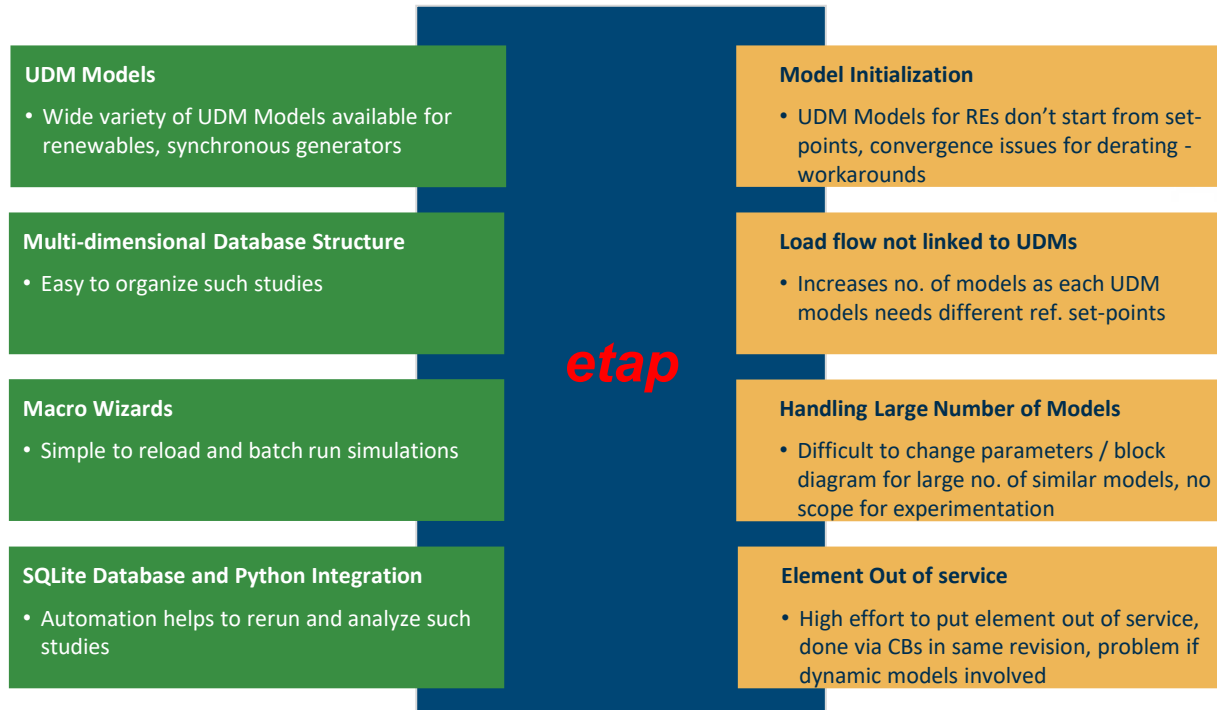 UDM Models
• Wide variety of UDM Models available for
renewables, synchronous generators
Multi-dimensional Database Structure
• Easy to organize such studies
Macro Wizards
• Simple to reload and batch run simulations
SQLite Database and Python Integration
• Automation helps to rerun and analyze such
studies
etap
Model Initialization
• UDM Models for REs don’t start from set-
points, convergence issues for derating -
workarounds
Load flow not linked to UDMs
• Increases no. of models as each UDM
models needs different ref. set-points
Handling Large Number of Models
• Difficult to change parameters / block
diagram for large no. of similar models, no
scope for experimentation
Element Out of service
• High effort to put element out of service,
done via CBs in same revision, problem if
dynamic models involved